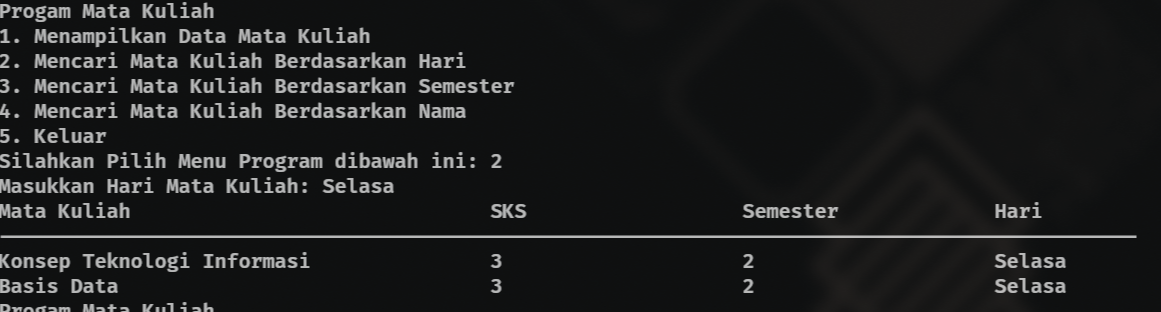 Progam Mata Kuliah
1. Menampilkan Data Mata Kuliah
2. Mencari Mata Kuliah Berdasarkan Hari
3. Mencari Mata Kuliah Berdasarkan Semester
4. Mencari Mata Kuliah Berdasarkan Nama
5. Keluar
Silahkan Pilih Menu Program dibawah ini: 2
Masukkan Hari Mata Kuliah: Selasa
Mata Kuliah SKS Semester Hari
Konsep Teknologi Informasi 3 2 Selasa
Basis Data 3 2 Selasa
Progam Mata Kuliah